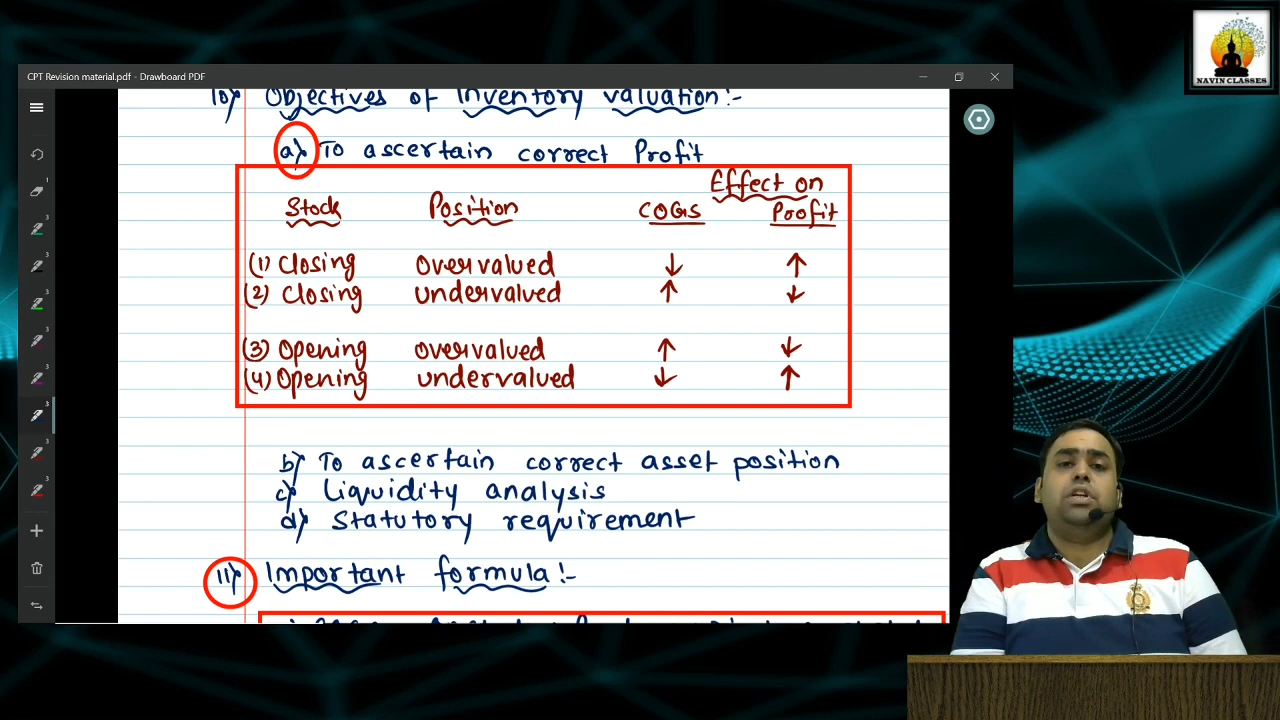 NAVIN CLASSES
CPT Revision material.pdf - Drawboard PDF
10) Objectives of Inventory valuation:-
a) To ascertain correct Profit
Effect on
Stock Position COGS Profit
(1) Closing overvalued ↓ ↑
(2) Closing undervalued ↑ ↓
(3) Opening overvalued ↑ ↓
(4) Opening undervalued ↓ ↑
b) To ascertain correct asset position
c) Liquidity analysis
d) Statutory requirement
11) Important formula:-